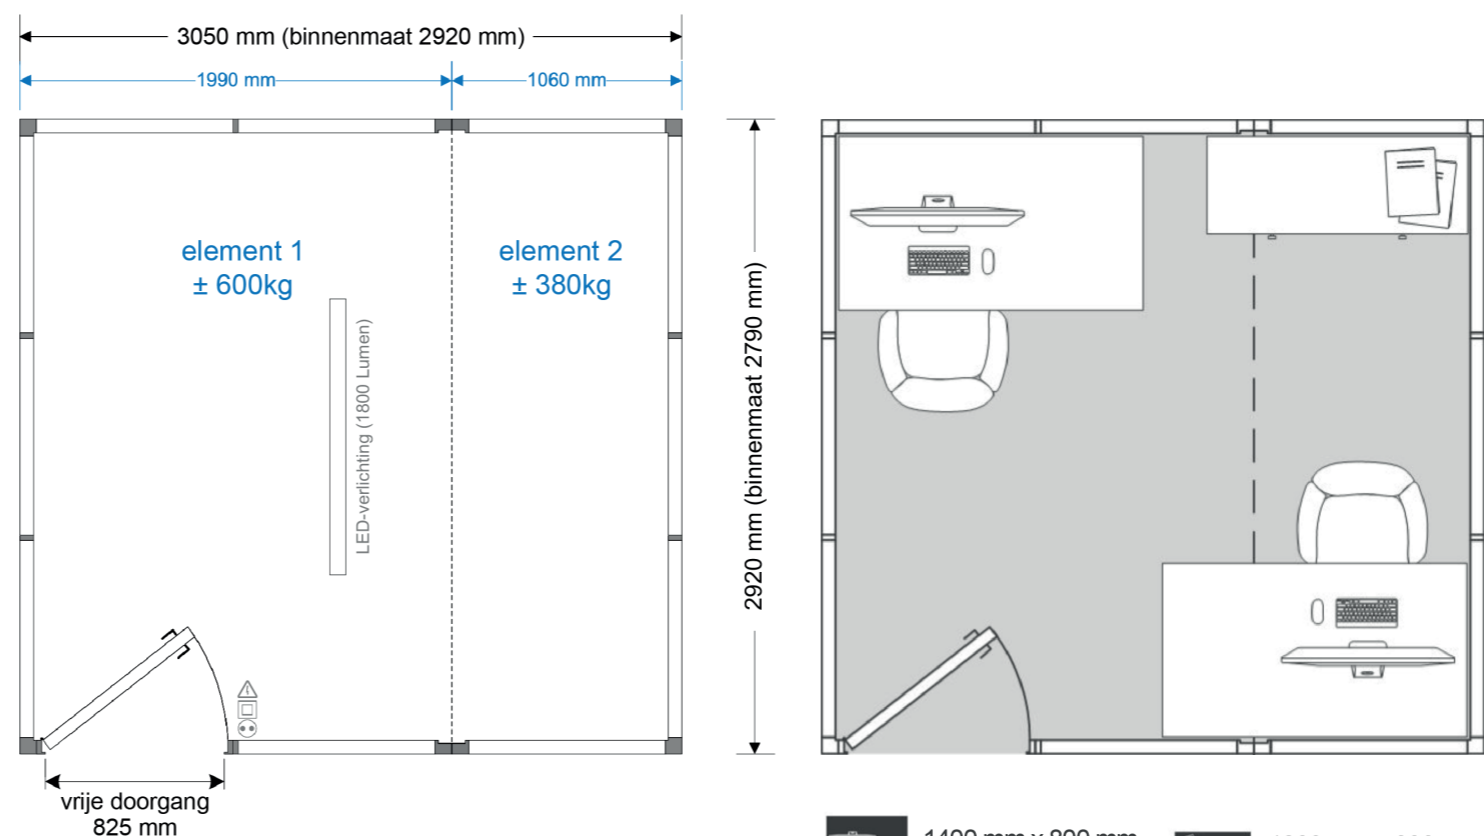 3050 mm (binnenmaat 2920 mm)
1990 mm
1060 mm
element 1
± 600kg
element 2
± 380kg
LED-verlichting (1800 Lumen)
2920 mm (binnenmaat 2790 mm)
vrije doorgang
825 mm